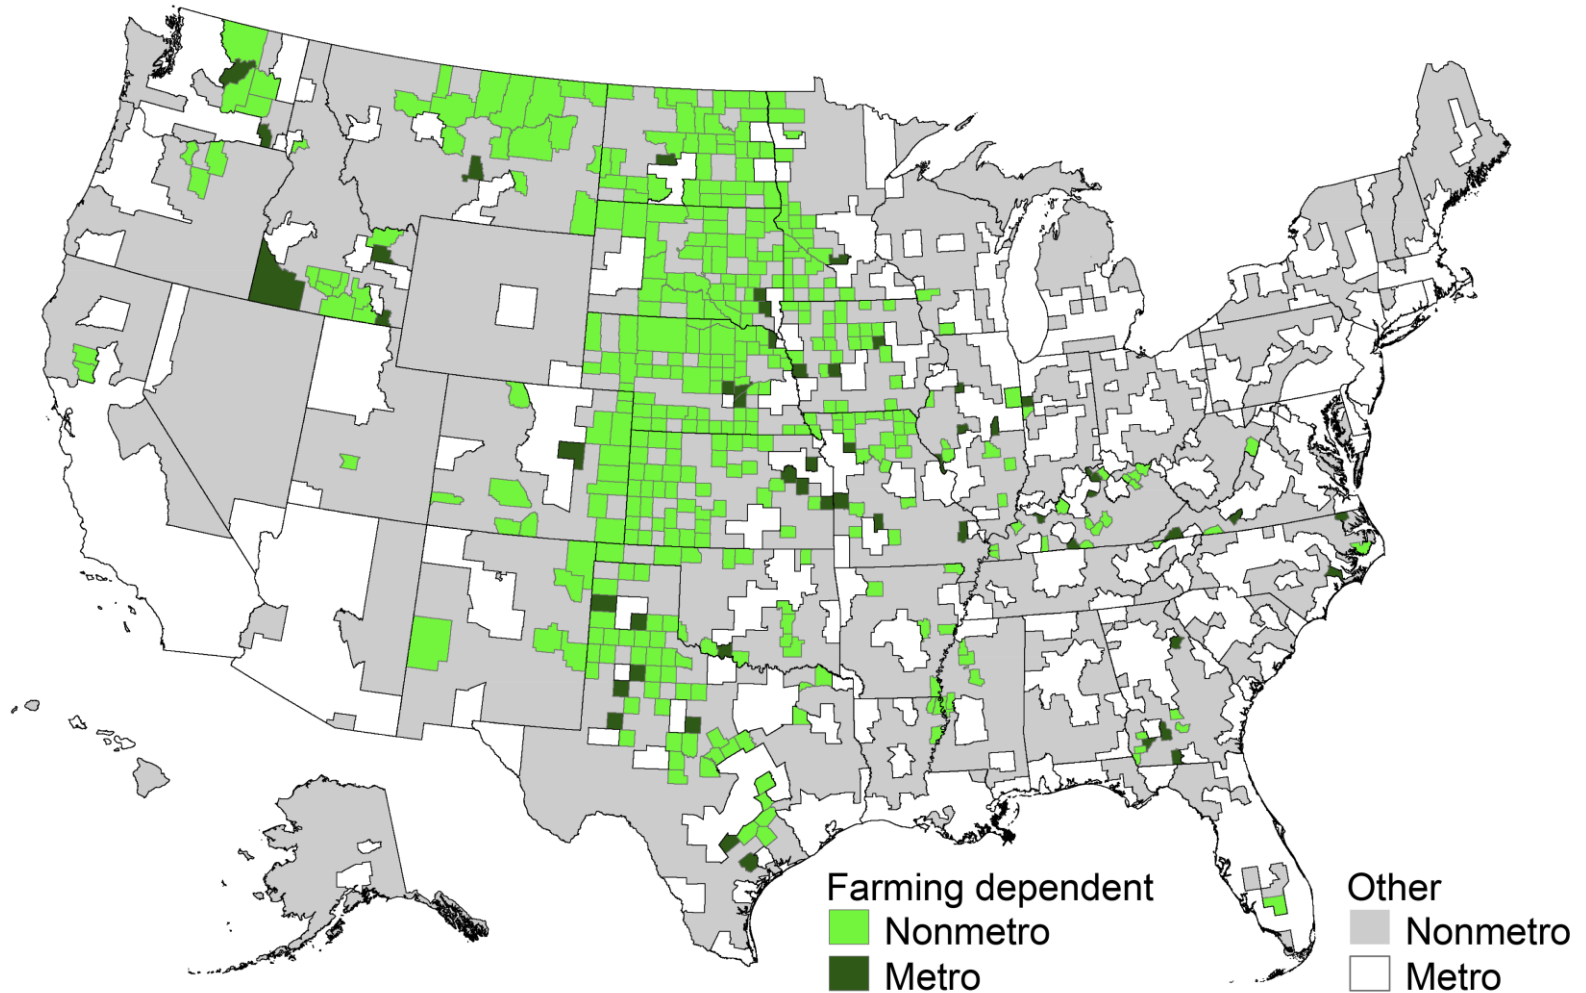 Farming dependent
Nonmetro
Metro
Other
Nonmetro
Metro